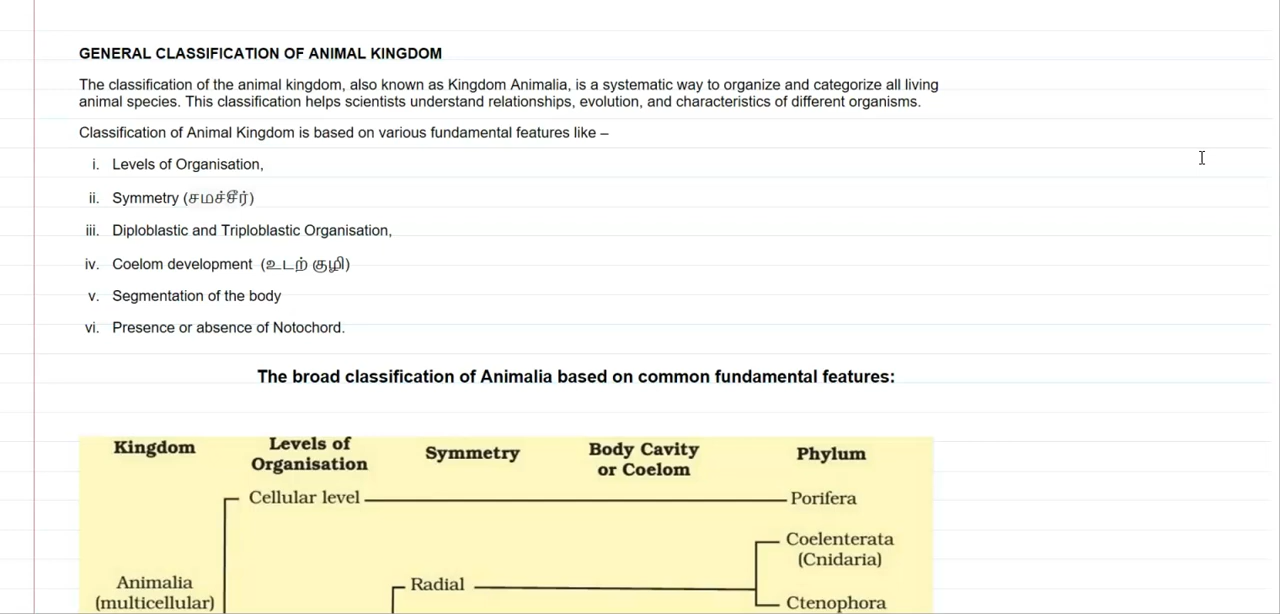 GENERAL CLASSIFICATION OF ANIMAL KINGDOM
The classification of the animal kingdom, also known as Kingdom Animalia, is a systematic way to organize and categorize all living
animal species. This classification helps scientists understand relationships, evolution, and characteristics of different organisms.
Classification of Animal Kingdom is based on various fundamental features like –
i. Levels of Organisation,
ii. Symmetry (சமச்சீர்)
iii. Diploblastic and Triploblastic Organisation,
iv. Coelom development (உடற் குழி)
v. Segmentation of the body
vi. Presence or absence of Notochord.
The broad classification of Animalia based on common fundamental features:
Kingdom Levels of Organisation Symmetry Body Cavity or Coelom Phylum
Cellular level Porifera
Coelenterata
(Cnidaria)
Animalia Radial
(multicellular) Ctenophora